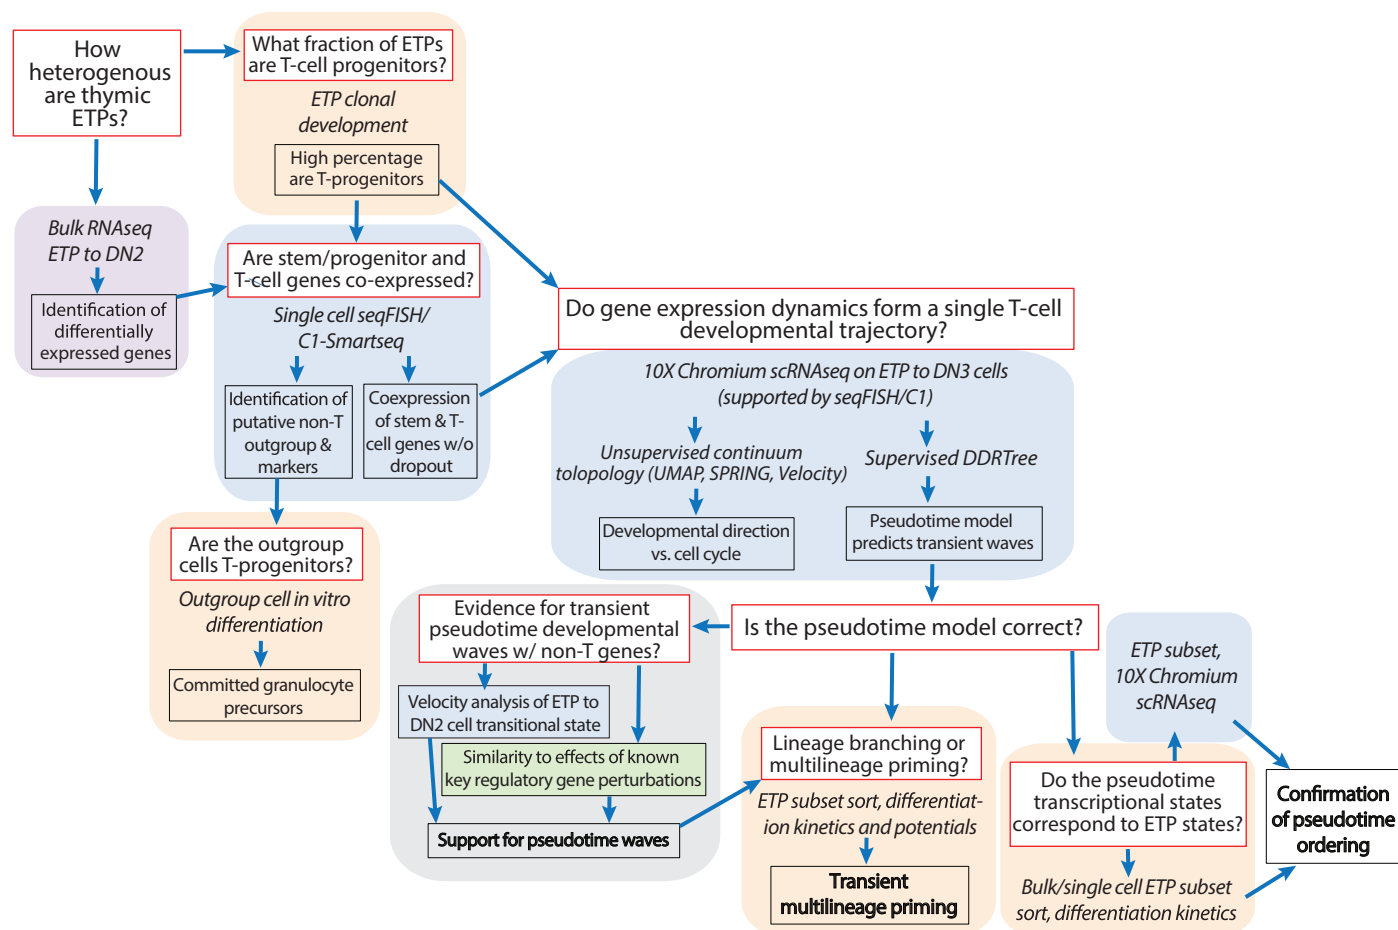 How
heterogenous
are thymic
ETPs?
What fraction of ETPs
are T-cell progenitors?
ETP clonal
development
High percentage
are T-progenitors
Bulk RNAseq
ETP to DN2
Identification of
differentially
expressed genes
Are stem/progenitor and
T-cell genes co-expressed?
Single cell seqFISH/
C1-Smartseq
Identification of
putative non-T
outgroup &
markers
Coexpression
of stem & T-
cell genes w/o
dropout
Do gene expression dynamics form a single T-cell
developmental trajectory?
10X Chromium scRNAseq on ETP to DN3 cells
(supported by seqFISH/C1)
Unsupervised continuum
tolopology (UMAP, SPRING, Velocity)
Supervised DDRTree
Developmental direction
vs. cell cycle
Pseudotime model
predicts transient waves
Are the outgroup
cells T-progenitors?
Outgroup cell in vitro
differentiation
Committed granulocyte
precursors
Evidence for transient
pseudotime developmental
waves w/ non-T genes?
Velocity analysis of ETP to
DN2 cell transitional state
Similarity to effects of known
key regulatory gene perturbations
Support for pseudotime waves
Is the pseudotime model correct?
Lineage branching or
multilineage priming?
ETP subset sort, differentiat-
ion kinetics and potentials
Transient
multilineage priming
ETP subset,
10X Chromium
scRNAseq
Do the pseudotime
transcriptional states
correspond to ETP states?
Bulk/single cell ETP subset
sort, differentiation kinetics
Confirmation
of pseudotime
ordering